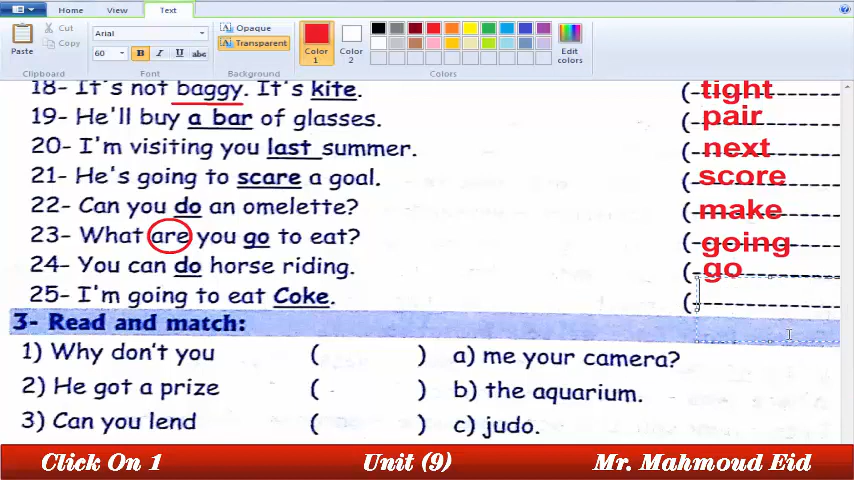 Home View Text
Paste
Cut
Copy
Clipboard
Arial
60
B I U abc
Font
Opaque
Transparent
Background
Color 1
Color 2
Edit colors
Colors
18- It's not baggy. It's kite. (-tight
19- He'll buy a bar of glasses. (-pair
20- I'm visiting you last summer. (-next
21- He's going to scare a goal. (-score
22- Can you do an omelette? (-make
23- What are you go to eat? (-going
24- You can do horse riding. (-go
25- I'm going to eat Coke. (-
3- Read and match:
1) Why don't you ( ) a) me your camera?
2) He got a prize ( ) b) the aquarium.
3) Can you lend ( ) c) judo.
Click On 1 Unit (9) Mr. Mahmoud Eid